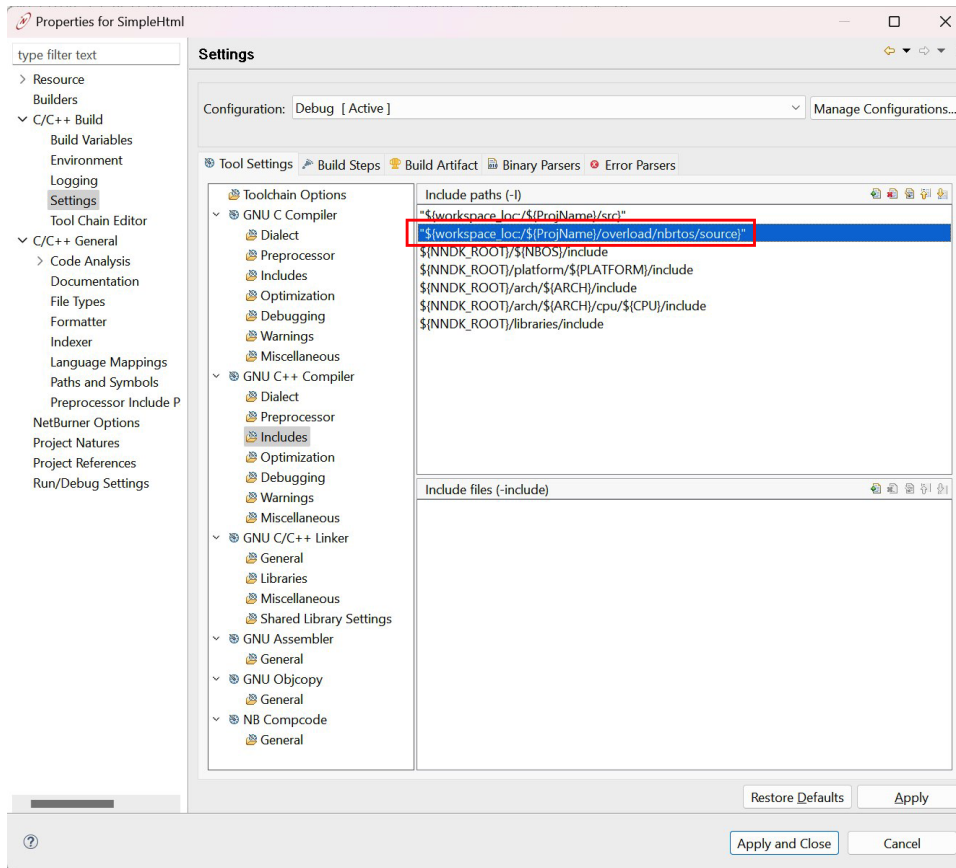 Properties for SimpleHtml
type filter text
Resource
Builders
C/C++ Build
Build Variables
Environment
Logging
Settings
Tool Chain Editor
C/C++ General
Code Analysis
Documentation
File Types
Formatter
Indexer
Language Mappings
Paths and Symbols
Preprocessor Include P
NetBurner Options
Project Natures
Project References
Run/Debug Settings
Settings
Configuration: Debug [ Active ]
Manage Configurations...
Tool Settings Build Steps Build Artifact Binary Parsers Error Parsers
Toolchain Options
GNU C Compiler
Dialect
Preprocessor
Includes
Optimization
Debugging
Warnings
Miscellaneous
GNU C++ Compiler
Dialect
Preprocessor
Includes
Optimization
Debugging
Warnings
Miscellaneous
GNU C/C++ Linker
General
Libraries
Miscellaneous
Shared Library Settings
GNU Assembler
General
GNU Objcopy
General
NB Compcode
General
Include paths (-I)
"${workspace_loc:/${ProjName}/src}"
"${workspace_loc:/${ProjName}/overload/nbrtos/source}"
${NNDK_ROOT}/${NBOS}/include
${NNDK_ROOT}/platform/${PLATFORM}/include
${NNDK_ROOT}/arch/${ARCH}/include
${NNDK_ROOT}/arch/${ARCH}/cpu/${CPU}/include
${NNDK_ROOT}/libraries/include
Include files (-include)
Restore Defaults
Apply
Apply and Close
Cancel